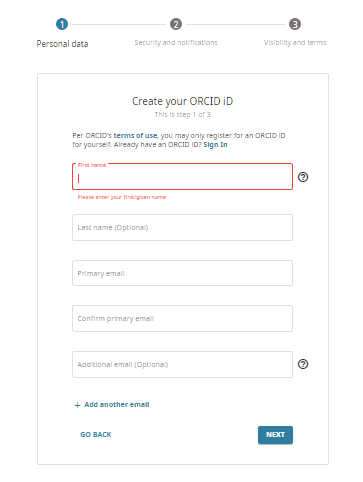 1 2 3
Personal data Security and notifications Visibility and terms
Create your ORCID iD
This is step 1 of 3
Per ORCID's terms of use, you may only register for an ORCID iD
for yourself. Already have an ORCID iD? Sign In
First name
Please enter your first/given name
Last name (Optional)
Primary email
Confirm primary email
Additional email (Optional)
+ Add another email
GO BACK NEXT